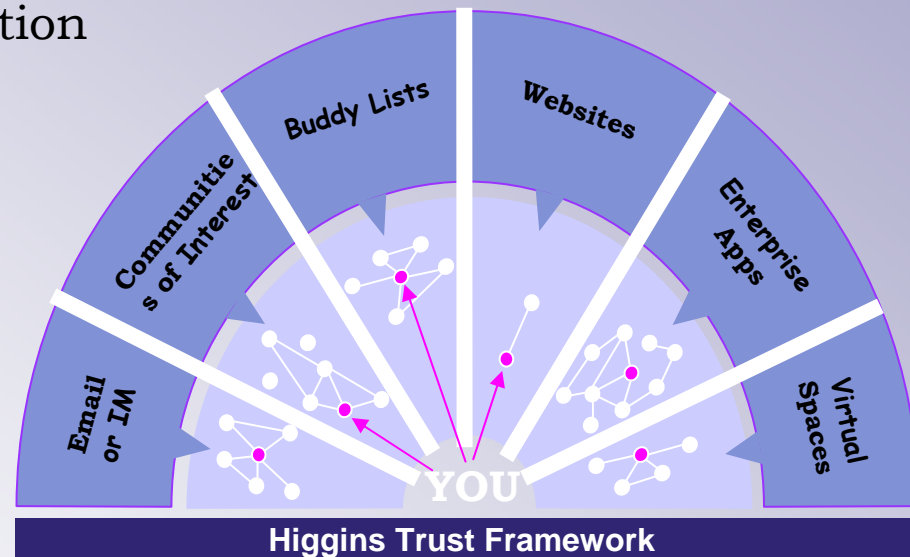 tion
Email
or IM
Communitie
s of Interest
Buddy Lists
Websites
Enterprise
Apps
Virtual
Spaces
YOU
Higgins Trust Framework